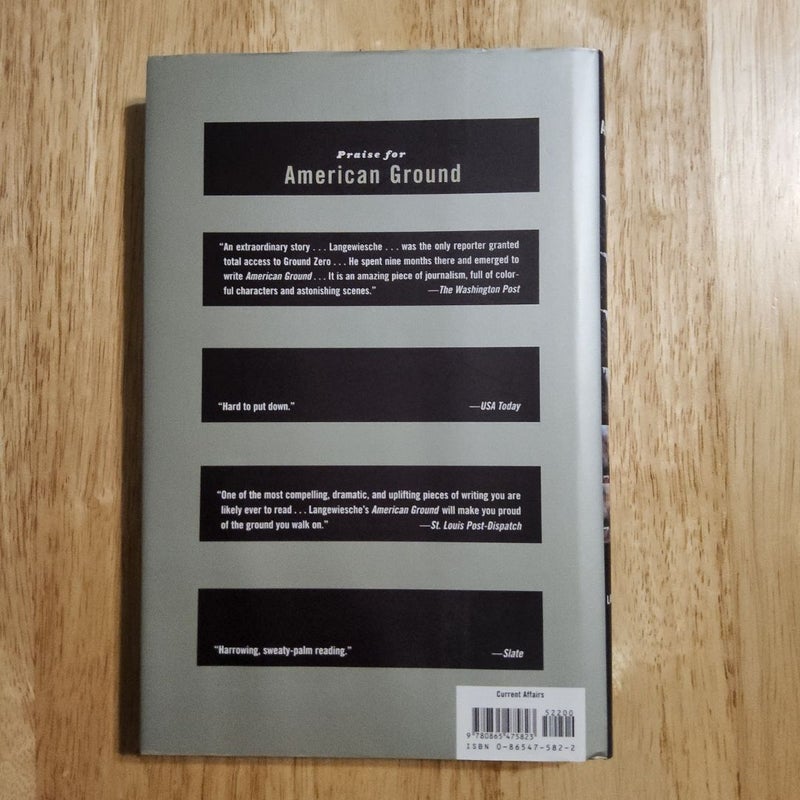 Praise for
American Ground
“An extraordinary story . . . Langewiesche . . . was the only reporter granted
total access to Ground Zero . . . He spent nine months there and emerged to
write American Ground . . . It is an amazing piece of journalism, full of color-
ful characters and astonishing scenes.” —The Washington Post
“Hard to put down.” —USA Today
“One of the most compelling, dramatic, and uplifting pieces of writing you are
likely ever to read . . . Langewiesche’s American Ground will make you proud
of the ground you walk on.” —St. Louis Post-Dispatch
“Harrowing, sweaty-palm reading.” —Slate
Current Affairs
52200
9 780865 475823
ISBN 0-86547-582-2